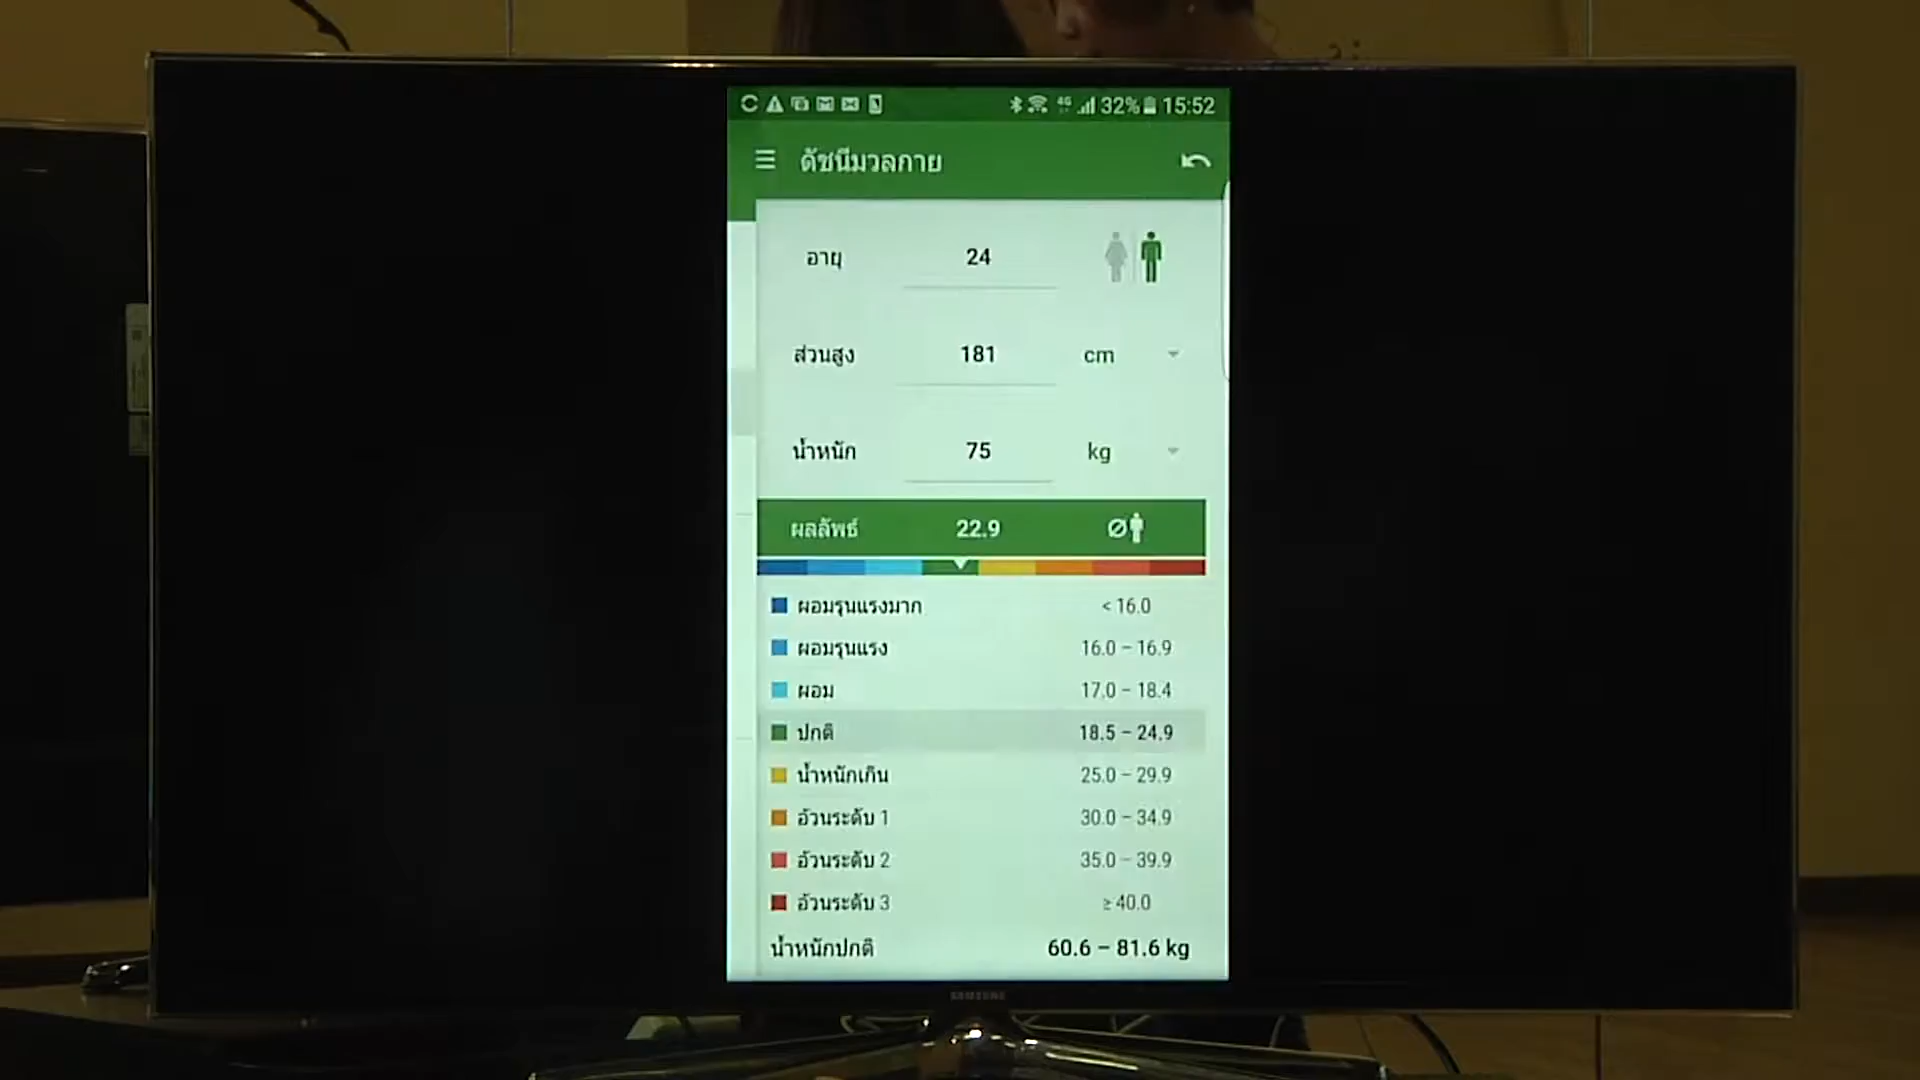 4G 32% 15:52
ดัชนีมวลกาย
อายุ 24
ส่วนสูง 181 cm
น้ำหนัก 75 kg
ผลลัพธ์ 22.9 Ø
ผอมรุนแรงมาก < 16.0
ผอมรุนแรง 16.0 – 16.9
ผอม 17.0 – 18.4
ปกติ 18.5 – 24.9
น้ำหนักเกิน 25.0 – 29.9
อ้วนระดับ 1 30.0 – 34.9
อ้วนระดับ 2 35.0 – 39.9
อ้วนระดับ 3 ≥ 40.0
น้ำหนักปกติ 60.6 – 81.6 kg
SAMSUNG